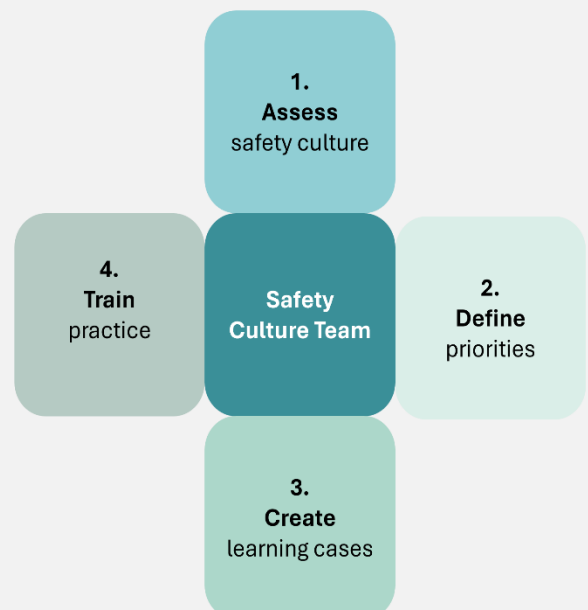 1.
Assess
safety culture
2.
Define
priorities
3.
Create
learning cases
4.
Train
practice
Safety
Culture Team